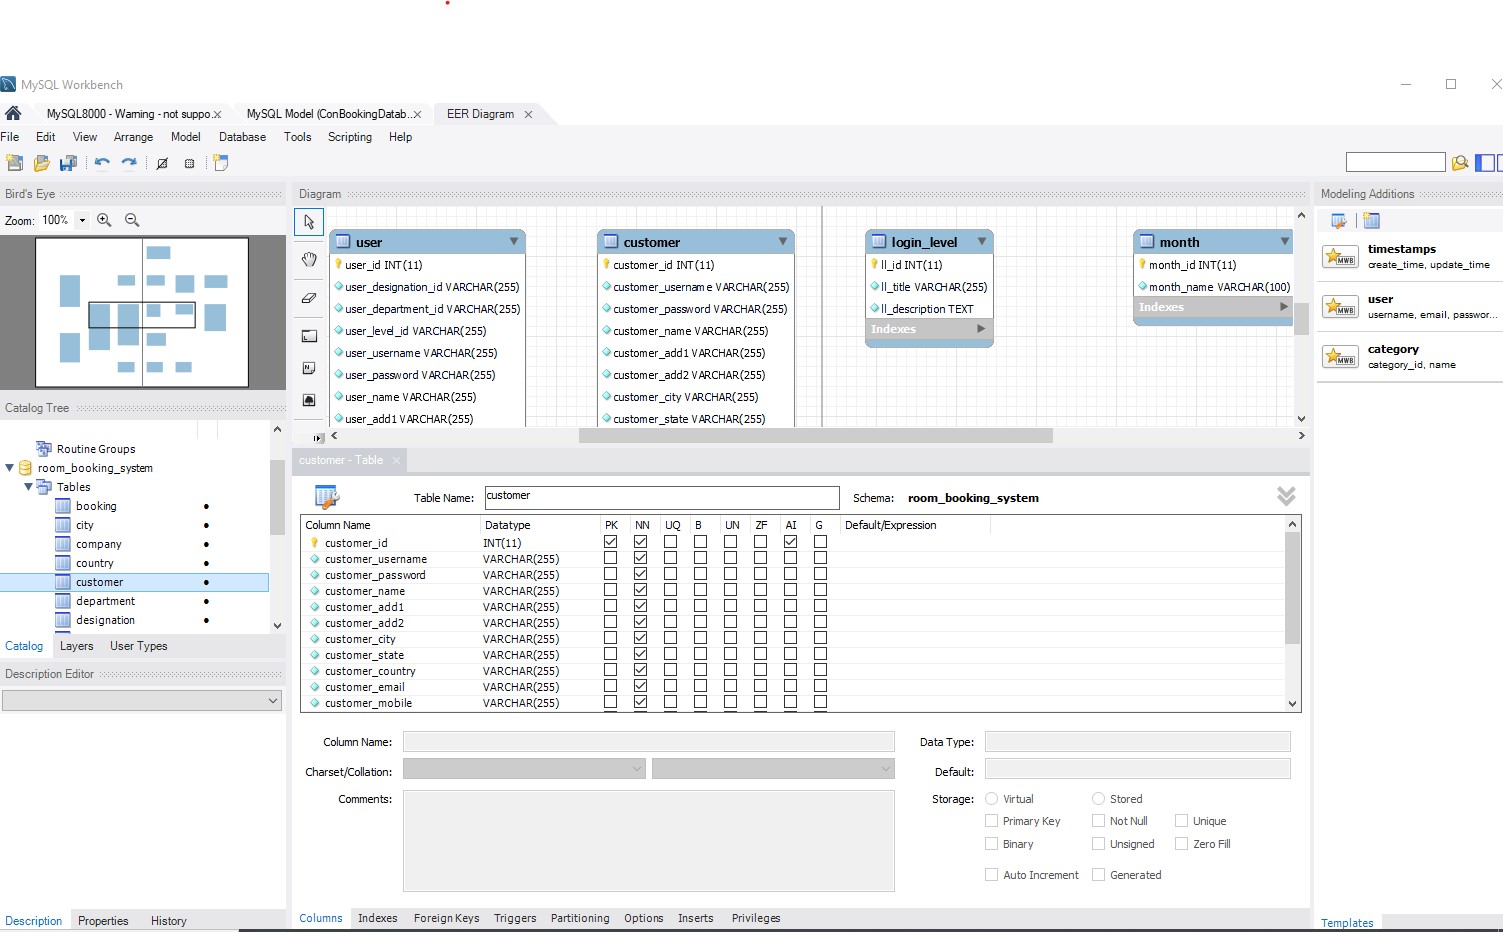 MySQL Workbench
MySQL8000 - Warning - not suppo.. x
MySQL Model (ConBookingDatab.. x
EER Diagram x
File Edit View Arrange Model Database Tools Scripting Help
Bird's Eye
Zoom: 100%
Catalog Tree
Routine Groups
room_booking_system
Tables
booking
city
company
country
customer
department
designation
Catalog Layers User Types
Description Editor
Description Properties History
Diagram
user
user_id INT(11)
user_designation_id VARCHAR(255)
user_department_id VARCHAR(255)
user_level_id VARCHAR(255)
user_username VARCHAR(255)
user_password VARCHAR(255)
user_name VARCHAR(255)
user_add1 VARCHAR(255)
customer
customer_id INT(11)
customer_username VARCHAR(255)
customer_password VARCHAR(255)
customer_name VARCHAR(255)
customer_add1 VARCHAR(255)
customer_add2 VARCHAR(255)
customer_city VARCHAR(255)
customer_state VARCHAR(255)
login_level
ll_id INT(11)
ll_title VARCHAR(255)
ll_description TEXT
Indexes
month
month_id INT(11)
month_name VARCHAR(100)
Indexes
customer - Table x
Table Name: customer Schema: room_booking_system
Column Name Datatype PK NN UQ B UN ZF AI G Default/Expression
customer_id INT(11)
customer_username VARCHAR(255)
customer_password VARCHAR(255)
customer_name VARCHAR(255)
customer_add1 VARCHAR(255)
customer_add2 VARCHAR(255)
customer_city VARCHAR(255)
customer_state VARCHAR(255)
customer_country VARCHAR(255)
customer_email VARCHAR(255)
customer_mobile VARCHAR(255)
Column Name: Data Type:
Charset/Collation: Default:
Comments: Storage: Virtual Stored
Primary Key Not Null Unique
Binary Unsigned Zero Fill
Auto Increment Generated
Columns Indexes Foreign Keys Triggers Partitioning Options Inserts Privileges
Modeling Additions
MWB
timestamps
create_time, update_time
MWB
user
username, email, passwor...
MWB
category
category_id, name
Templates